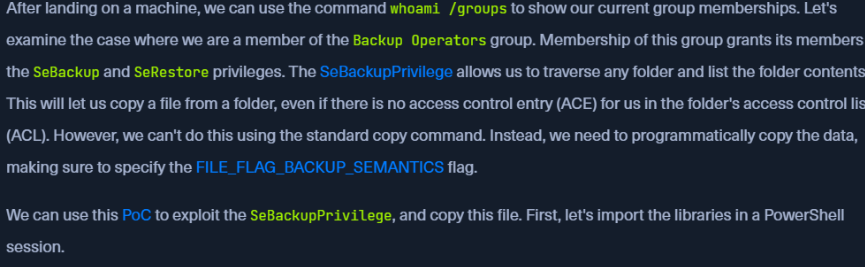 After landing on a machine, we can use the command whoami /groups to show our current group memberships. Let's
examine the case where we are a member of the Backup Operators group. Membership of this group grants its members
the SeBackup and SeRestore privileges. The SeBackupPrivilege allows us to traverse any folder and list the folder contents
This will let us copy a file from a folder, even if there is no access control entry (ACE) for us in the folder's access control lis
(ACL). However, we can't do this using the standard copy command. Instead, we need to programmatically copy the data,
making sure to specify the FILE_FLAG_BACKUP_SEMANTICS flag.
We can use this PoC to exploit the SeBackupPrivilege, and copy this file. First, let's import the libraries in a PowerShell
session.